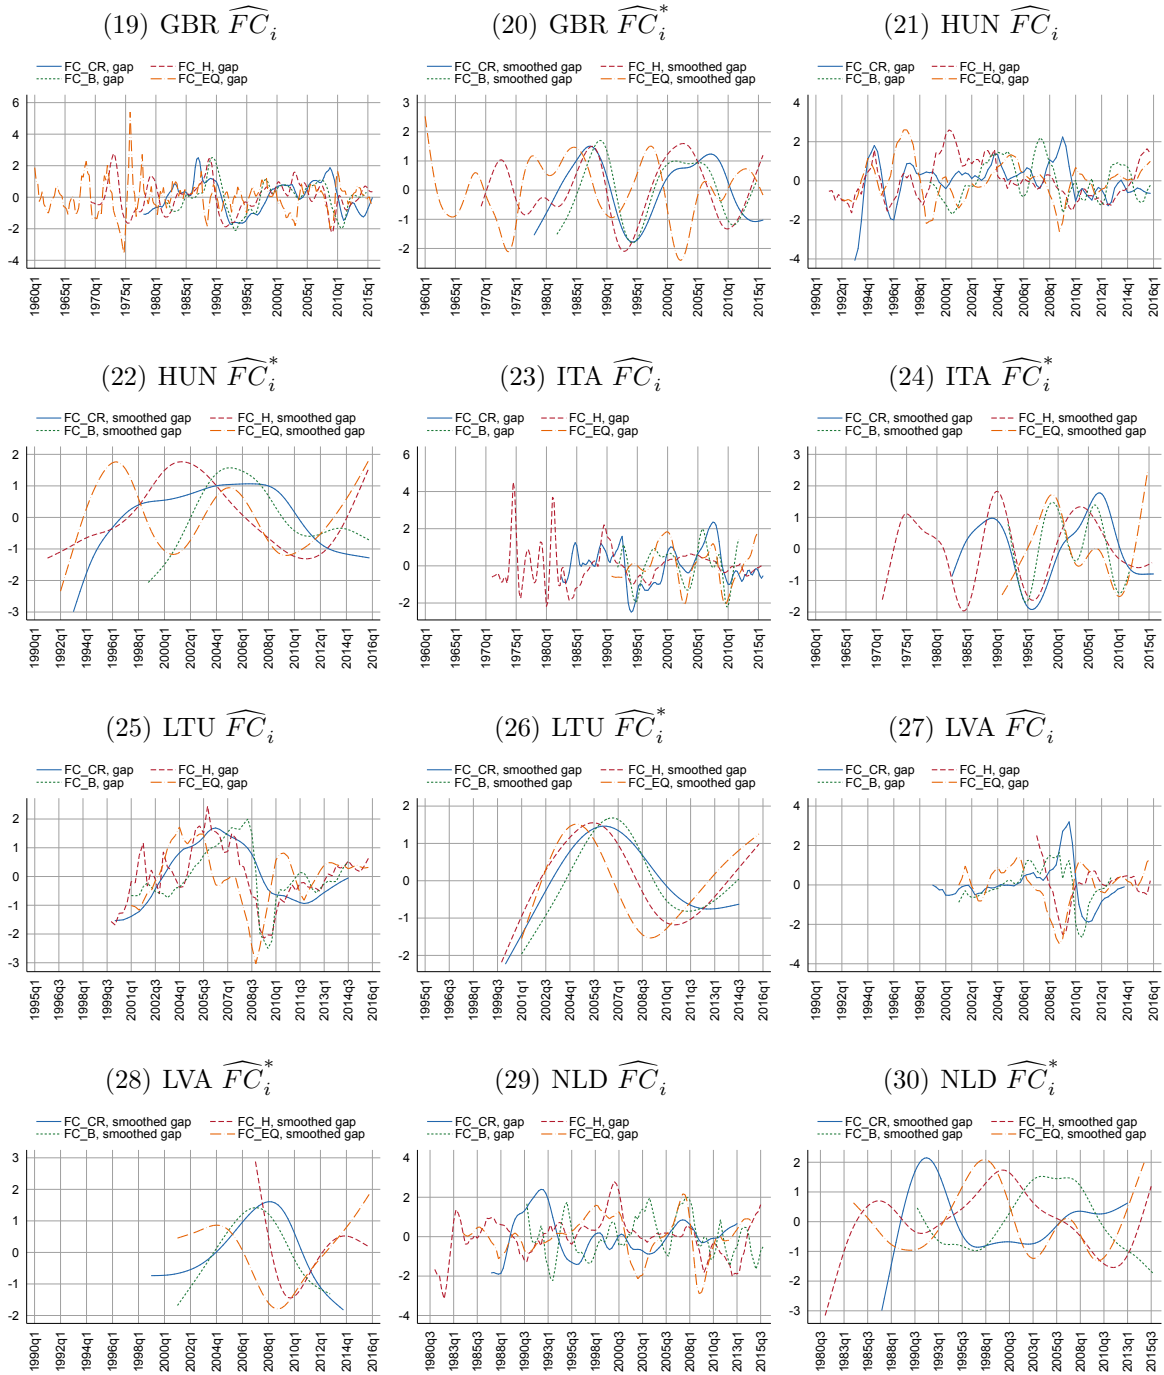 (19) GBR FC_i
(20) GBR FC_i^*
(21) HUN FC_i
FC_CR, gap FC_H, gap
FC_B, gap FC_EQ, gap
FC_CR, smoothed gap FC_H, smoothed gap
FC_B, smoothed gap FC_EQ, smoothed gap
FC_CR, gap FC_H, gap
FC_B, gap FC_EQ, gap
6
4
2
0
-2
-4
1960q1 1965q1 1970q1 1975q1 1980q1 1985q1 1990q1 1995q1 2000q1 2005q1 2010q1 2015q1
3
2
1
0
-1
-2
1960q1 1965q1 1970q1 1975q1 1980q1 1985q1 1990q1 1995q1 2000q1 2005q1 2010q1 2015q1
4
2
0
-2
-4
1990q1 1992q1 1994q1 1996q1 1998q1 2000q1 2002q1 2004q1 2006q1 2008q1 2010q1 2012q1 2014q1 2016q1
(22) HUN FC_i^*
(23) ITA FC_i
(24) ITA FC_i^*
FC_CR, smoothed gap FC_H, smoothed gap
FC_B, smoothed gap FC_EQ, smoothed gap
FC_CR, gap FC_H, gap
FC_B, gap FC_EQ, gap
FC_CR, smoothed gap FC_H, smoothed gap
FC_B, smoothed gap FC_EQ, smoothed gap
2
1
0
-1
-2
-3
1990q1 1992q1 1994q1 1996q1 1998q1 2000q1 2002q1 2004q1 2006q1 2008q1 2010q1 2012q1 2014q1 2016q1
6
4
2
0
-2
1960q1 1965q1 1970q1 1975q1 1980q1 1985q1 1990q1 1995q1 2000q1 2005q1 2010q1 2015q1
3
2
1
0
-1
-2
1960q1 1965q1 1970q1 1975q1 1980q1 1985q1 1990q1 1995q1 2000q1 2005q1 2010q1 2015q1
(25) LTU FC_i
(26) LTU FC_i^*
(27) LVA FC_i
FC_CR, gap FC_H, gap
FC_B, gap FC_EQ, gap
FC_CR, smoothed gap FC_H, smoothed gap
FC_B, smoothed gap FC_EQ, smoothed gap
FC_CR, gap FC_H, gap
FC_B, gap FC_EQ, gap
2
1
0
-1
-2
-3
1995q1 1996q3 1998q1 1999q3 2001q1 2002q3 2004q1 2005q3 2007q1 2008q3 2010q1 2011q3 2013q1 2014q3 2016q1
2
1
0
-1
-2
1995q1 1996q3 1998q1 1999q3 2001q1 2002q3 2004q1 2005q3 2007q1 2008q3 2010q1 2011q3 2013q1 2014q3 2016q1
4
2
0
-2
-4
1990q1 1992q1 1994q1 1996q1 1998q1 2000q1 2002q1 2004q1 2006q1 2008q1 2010q1 2012q1 2014q1 2016q1
(28) LVA FC_i^*
(29) NLD FC_i
(30) NLD FC_i^*
FC_CR, smoothed gap FC_H, smoothed gap
FC_B, smoothed gap FC_EQ, smoothed gap
FC_CR, gap FC_H, gap
FC_B, gap FC_EQ, gap
FC_CR, smoothed gap FC_H, smoothed gap
FC_B, smoothed gap FC_EQ, smoothed gap
3
2
1
0
-1
-2
1990q1 1992q1 1994q1 1996q1 1998q1 2000q1 2002q1 2004q1 2006q1 2008q1 2010q1 2012q1 2014q1 2016q1
4
2
0
-2
-4
1980q3 1983q1 1985q3 1988q1 1990q3 1993q1 1995q3 1998q1 2000q3 2003q1 2005q3 2008q1 2010q3 2013q1 2015q3
2
1
0
-1
-2
-3
1980q3 1983q1 1985q3 1988q1 1990q3 1993q1 1995q3 1998q1 2000q3 2003q1 2005q3 2008q1 2010q3 2013q1 2015q3